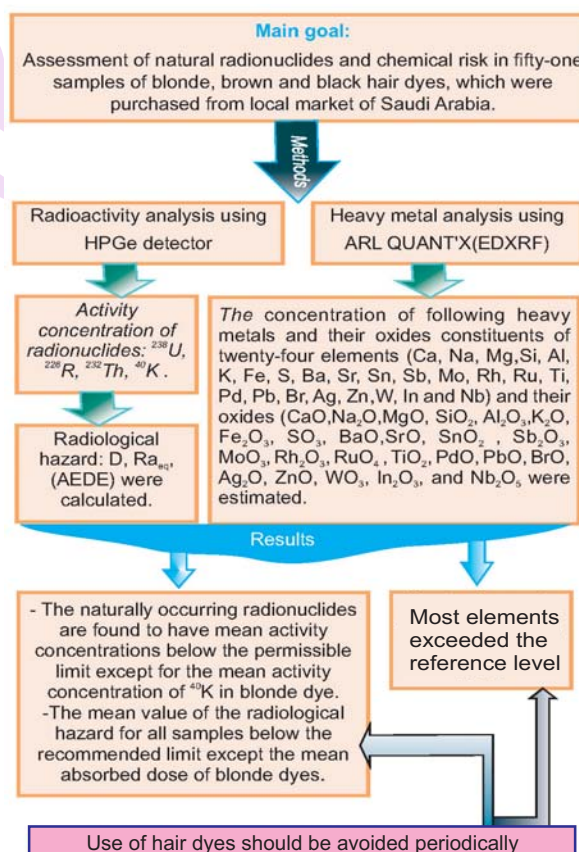 Main goal:
Assessment of natural radionuclides and chemical risk in fifty-one
samples of blonde, brown and black hair dyes, which were
purchased from local market of Saudi Arabia.
Methods
Radioactivity analysis using
HPGe detector
Heavy metal analysis using
ARL QUANT'X(EDXRF)
Activity
concentration of
radionuclides: ²³⁸U,
²²⁶R, ²³²Th, ⁴⁰K .
Radiological
hazard: D, Raeq,
(AEDE) were
calculated.
The concentration of following heavy
metals and their oxides constituents of
twenty-four elements (Ca, Na, Mg,Si, Al,
K, Fe, S, Ba, Sr, Sn, Sb, Mo, Rh, Ru, Ti,
Pd, Pb, Br, Ag, Zn,W, In and Nb) and
their oxides (CaO,Na₂O,MgO, SiO₂, Al₂O₃,K₂O,
Fe₂O₃, SO₃, BaO,SrO, SnO₂ , Sb₂O₃,
MoO₃, Rh₂O₃, RuO₄, TiO₂, PdO, PbO, BrO,
Ag₂O, ZnO, WO₃, In₂O₃, and Nb₂O₅ were
estimated.
Results
- The naturally occurring radionuclides
are found to have mean activity
concentrations below the permissible
limit except for the mean activity
concentration of ⁴⁰K in blonde dye.
-The mean value of the radiological
hazard for all samples below the
recommended limit except the mean
absorbed dose of blonde dyes.
Most elements
exceeded the
reference level
Use of hair dyes should be avoided periodically